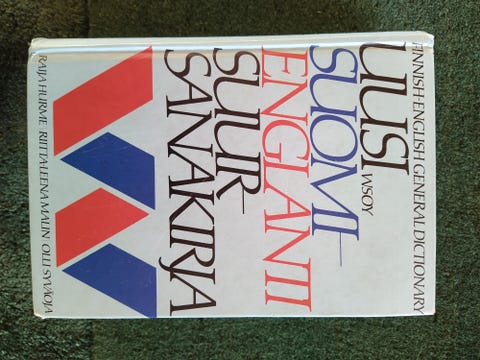 FINNISH-ENGLISH GENERAL DICTIONARY
UUSI
WSOY
SUOMI-
ENGLANTI
SUUR-
SANAKIRJA
RAIJA HURME RIITTA-LEENA MALIN OLLI SYVÄOJA